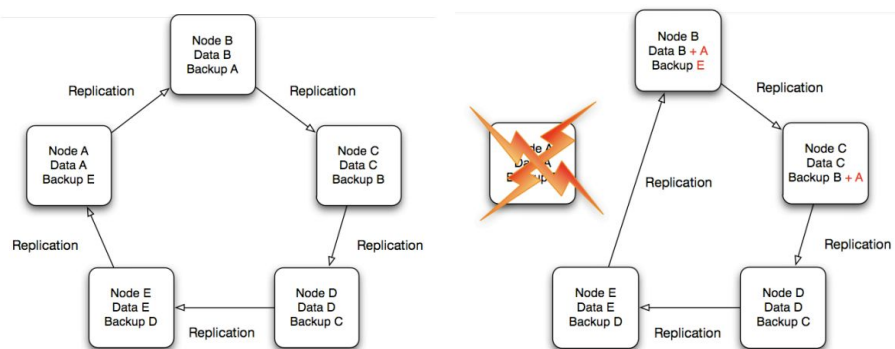 Node B
Data B
Backup A
Replication
Replication
Node A
Data A
Backup E
Node C
Data C
Backup B
Replication
Replication
Node E
Data E
Backup D
Node D
Data D
Backup C
Replication
Node B
Data B + A
Backup E
Replication
Node A
Node C
Data C
Backup B + A
Replication
Replication
Node E
Data E
Backup D
Node D
Data D
Backup C
Replication